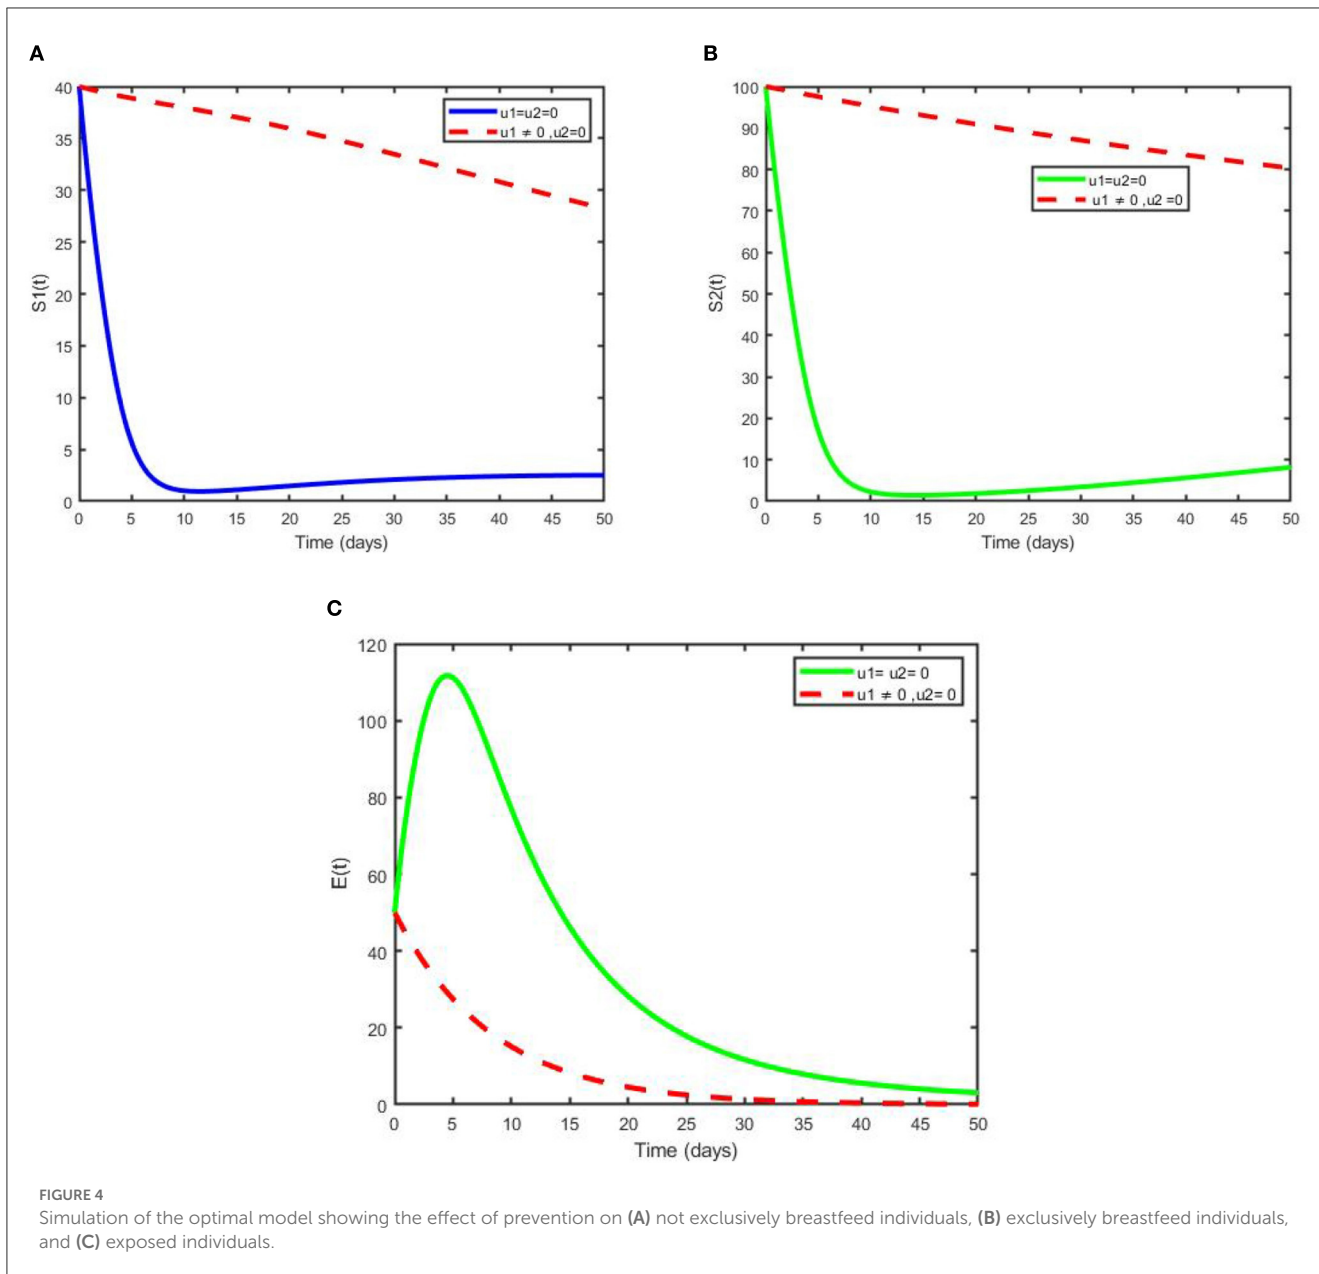 A
40
35
30
25
20
15
10
5
0
S1(t)
u1=u2=0
u1 ≠ 0 ,u2=0
0 5 10 15 20 25 30 35 40 45 50
Time (days)
B
100
90
80
70
60
50
40
30
20
10
0
S2(t)
u1=u2=0
u1 ≠ 0 ,u2 =0
0 5 10 15 20 25 30 35 40 45 50
Time (days)
C
120
100
80
60
40
20
0
E(t)
u1= u2= 0
u1 ≠ 0 ,u2= 0
0 5 10 15 20 25 30 35 40 45 50
Time (days)
FIGURE 4
Simulation of the optimal model showing the effect of prevention on (A) not exclusively breastfeed individuals, (B) exclusively breastfeed individuals,
and (C) exposed individuals.